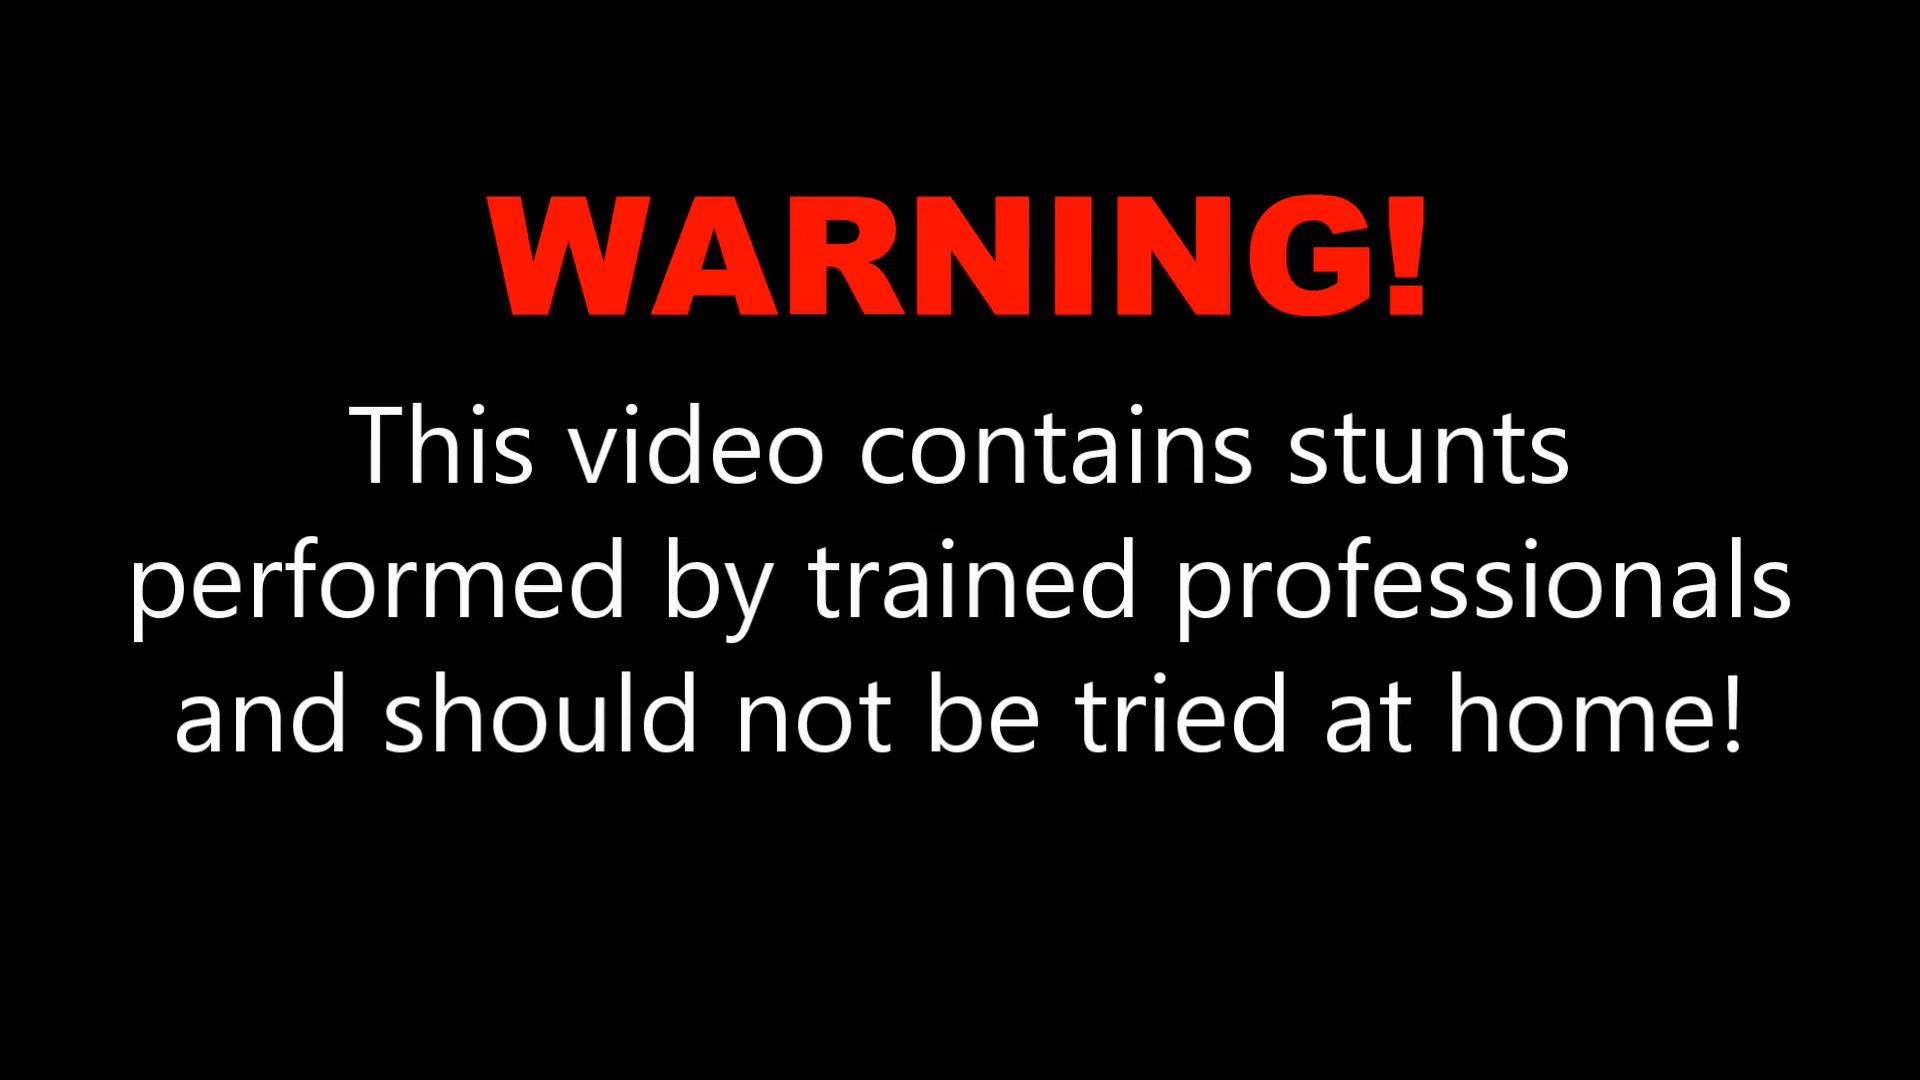 WARNING!
This video contains stunts
performed by trained professionals
and should not be tried at home!